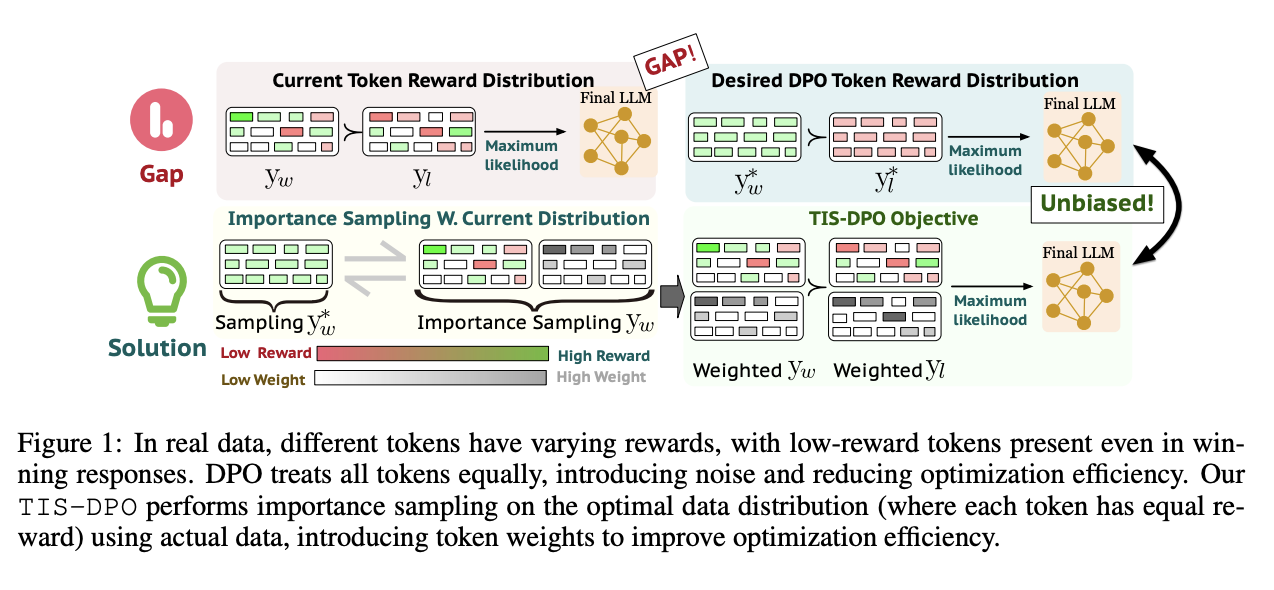 GAP!
Current Token Reward Distribution
Desired DPO Token Reward Distribution
Final LLM
Final LLM
Maximum
likelihood
Maximum
likelihood
Gap
y_w
y_l
y_w^*
y_l^*
Unbiased!
Importance Sampling W. Current Distribution
TIS-DPO Objective
Final LLM
Maximum
likelihood
Sampling y_w^*
Importance Sampling y_w
Solution
Low Reward
High Reward
Low Weight
High Weight
Weighted y_w
Weighted y_l
Figure 1: In real data, different tokens have varying rewards, with low-reward tokens present even in win-
ning responses. DPO treats all tokens equally, introducing noise and reducing optimization efficiency. Our
TIS-DPO performs importance sampling on the optimal data distribution (where each token has equal re-
ward) using actual data, introducing token weights to improve optimization efficiency.